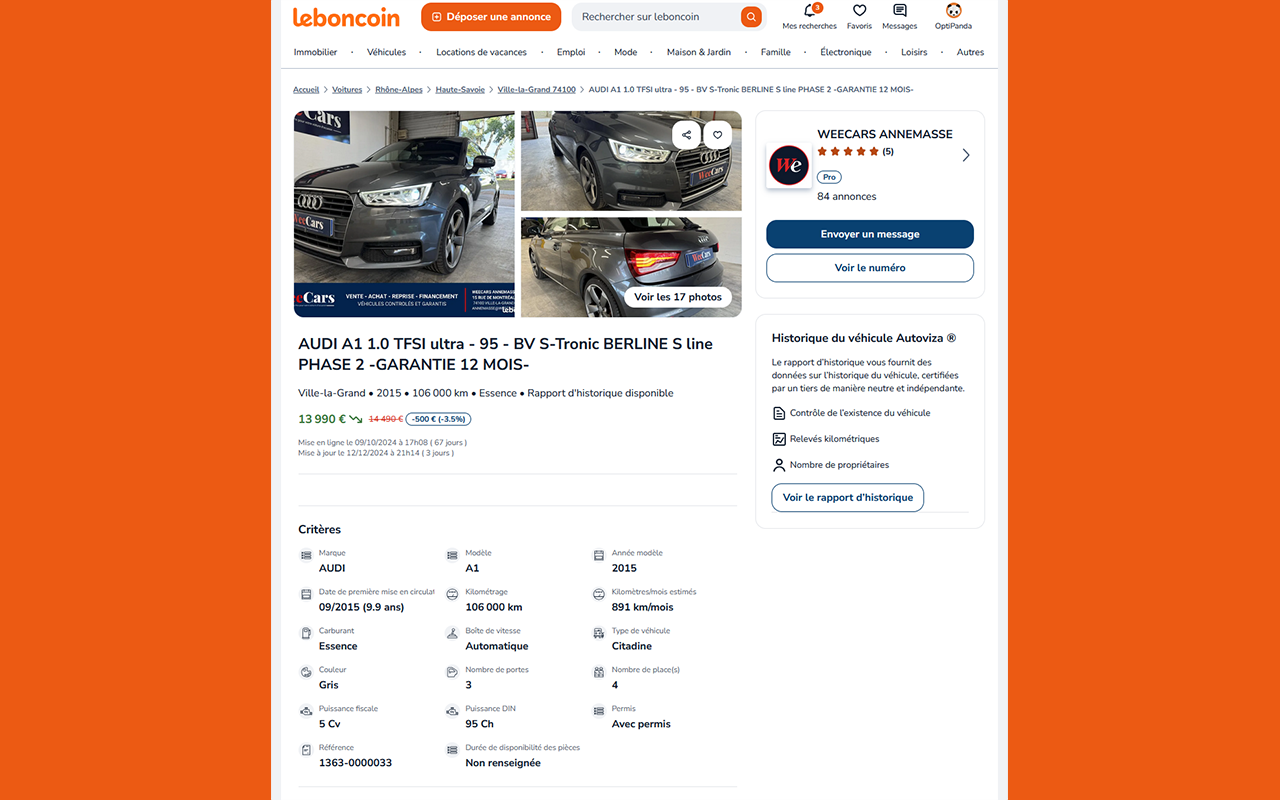 leboncoin
Déposer une annonce
Rechercher sur leboncoin
3
Mes recherches
Favoris
Messages
OptiPanda
Immobilier · Véhicules · Locations de vacances · Emploi · Mode · Maison & Jardin · Famille · Électronique · Loisirs · Autres
Accueil > Voitures > Rhône-Alpes > Haute-Savoie > Ville-la-Grand 74100 > AUDI A1 1.0 TFSI ultra - 95 - BV S-Tronic BERLINE S line PHASE 2 -GARANTIE 12 MOIS-
Cars
WeeCars
eeCars
VENTE - ACHAT - REPRISE - FINANCEMENT
VÉHICULES CONTROLÉS ET GARANTIS
WEECARS ANNEMASSE
15 RUE DE MONTRÉAL
74100 VILLE-LA-GRAND
WeeCars
WeeCars
Voir les 17 photos
We
WEECARS ANNEMASSE
(5)
Pro
84 annonces
Envoyer un message
Voir le numéro
AUDI A1 1.0 TFSI ultra - 95 - BV S-Tronic BERLINE S line
PHASE 2 -GARANTIE 12 MOIS-
Ville-la-Grand • 2015 • 106 000 km • Essence • Rapport d'historique disponible
13 990 € 14 490 € -500 € (-3.5%)
Mise en ligne le 09/10/2024 à 17h08 ( 67 jours )
Mise à jour le 12/12/2024 à 21h14 ( 3 jours )
Historique du véhicule Autoviza ®
Le rapport d'historique vous fournit des
données sur l'historique du véhicule, certifiées
par un tiers de manière neutre et indépendante.
Contrôle de l'existence du véhicule
Relevés kilométriques
Nombre de propriétaires
Voir le rapport d'historique
Critères
Marque
AUDI
Modèle
A1
Année modèle
2015
Date de première mise en circulat
09/2015 (9.9 ans)
Kilométrage
106 000 km
Kilomètres/mois estimés
891 km/mois
Carburant
Essence
Boîte de vitesse
Automatique
Type de véhicule
Citadine
Couleur
Gris
Nombre de portes
3
Nombre de place(s)
4
Puissance fiscale
5 Cv
Puissance DIN
95 Ch
Permis
Avec permis
Référence
1363-0000033
Durée de disponibilité des pièces
Non renseignée